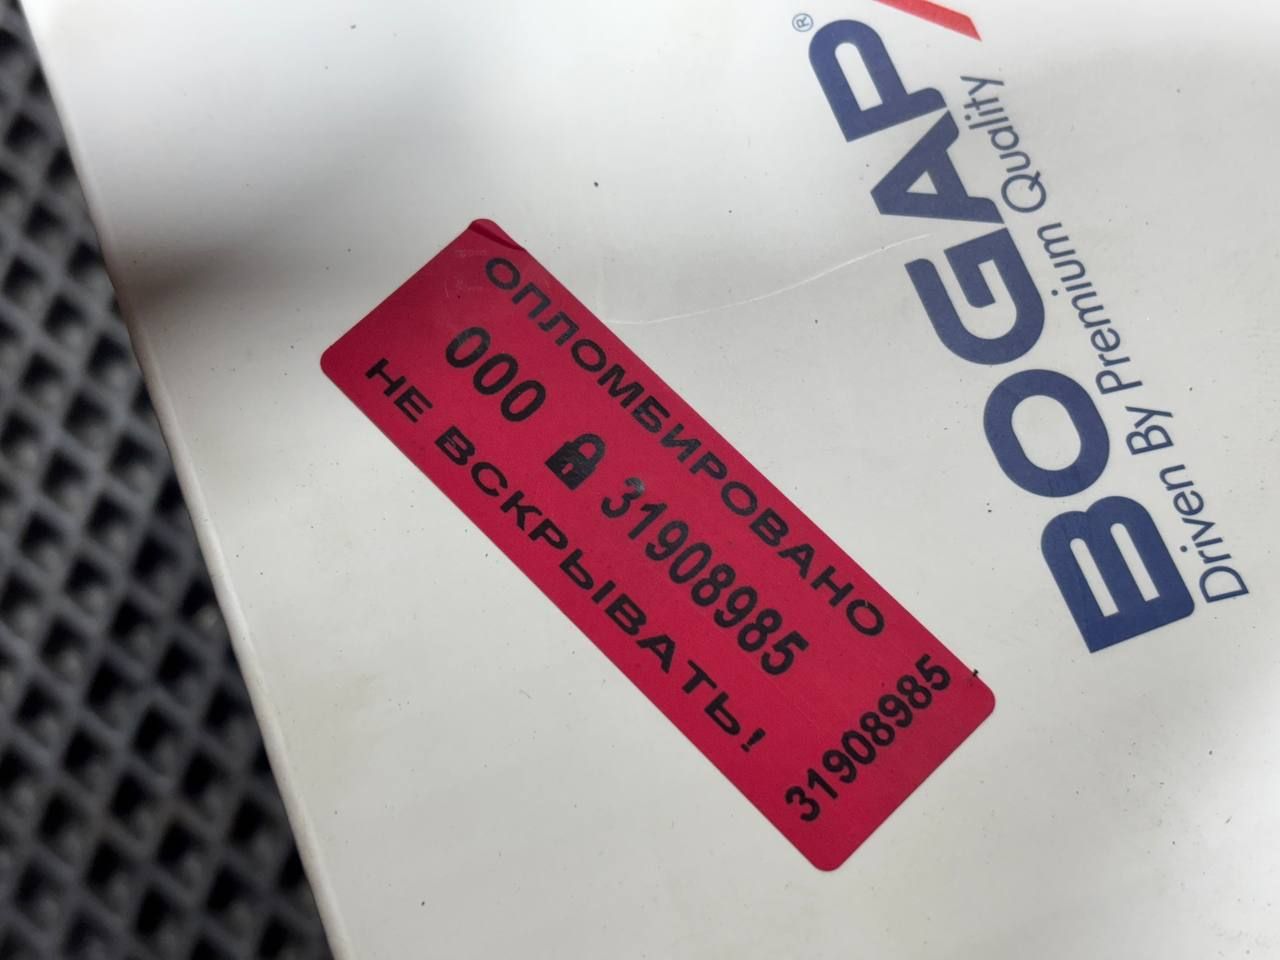 ОПЛОМБИРОВАНО
000 31908985
НЕ ВСКРЫВАТЬ!
31908985
BOGAP®
Driven By Premium Quality